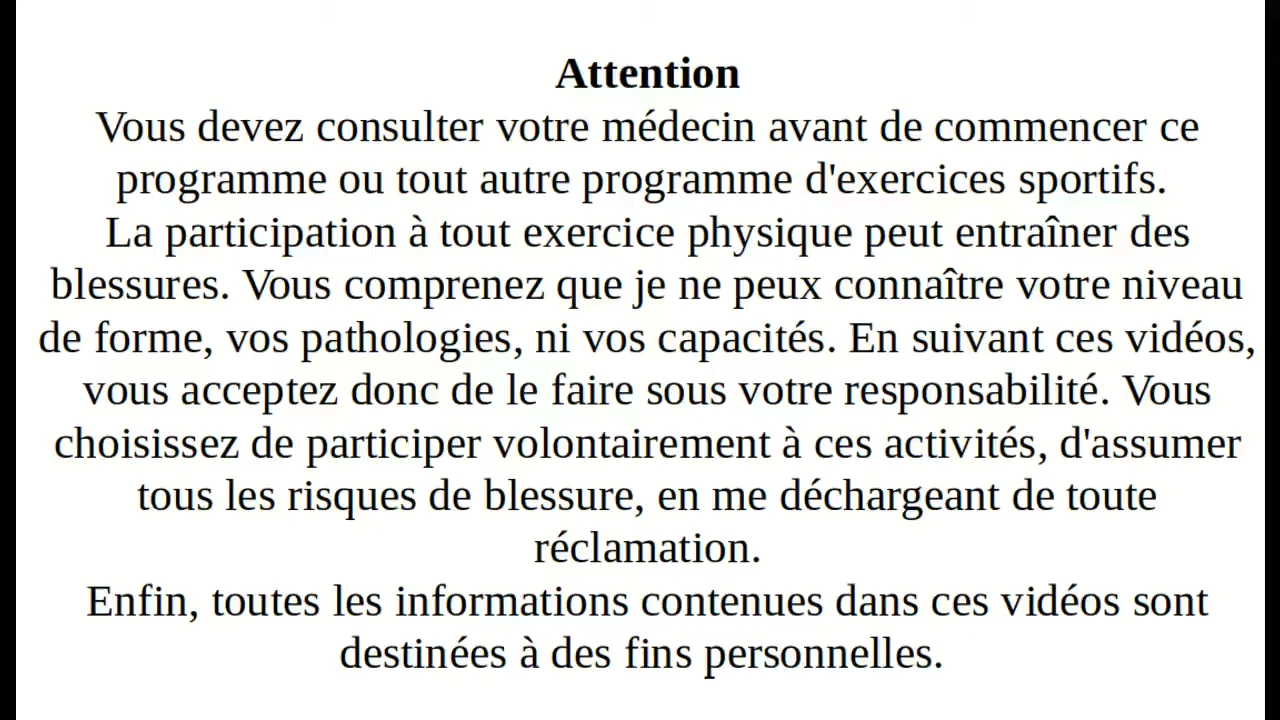 Attention
Vous devez consulter votre médecin avant de commencer ce
programme ou tout autre programme d'exercices sportifs.
La participation à tout exercice physique peut entraîner des
blessures. Vous comprenez que je ne peux connaître votre niveau
de forme, vos pathologies, ni vos capacités. En suivant ces vidéos,
vous acceptez donc de le faire sous votre responsabilité. Vous
choisissez de participer volontairement à ces activités, d'assumer
tous les risques de blessure, en me déchargeant de toute
réclamation.
Enfin, toutes les informations contenues dans ces vidéos sont
destinées à des fins personnelles.